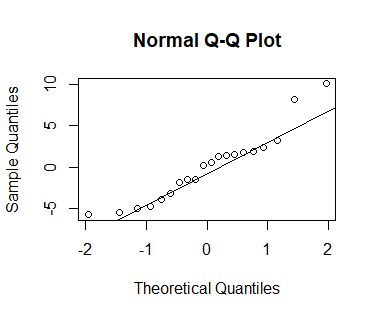 Normal Q-Q Plot
Sample Quantiles
10
5
0
-5
-2 -1 0 1 2
Theoretical Quantiles